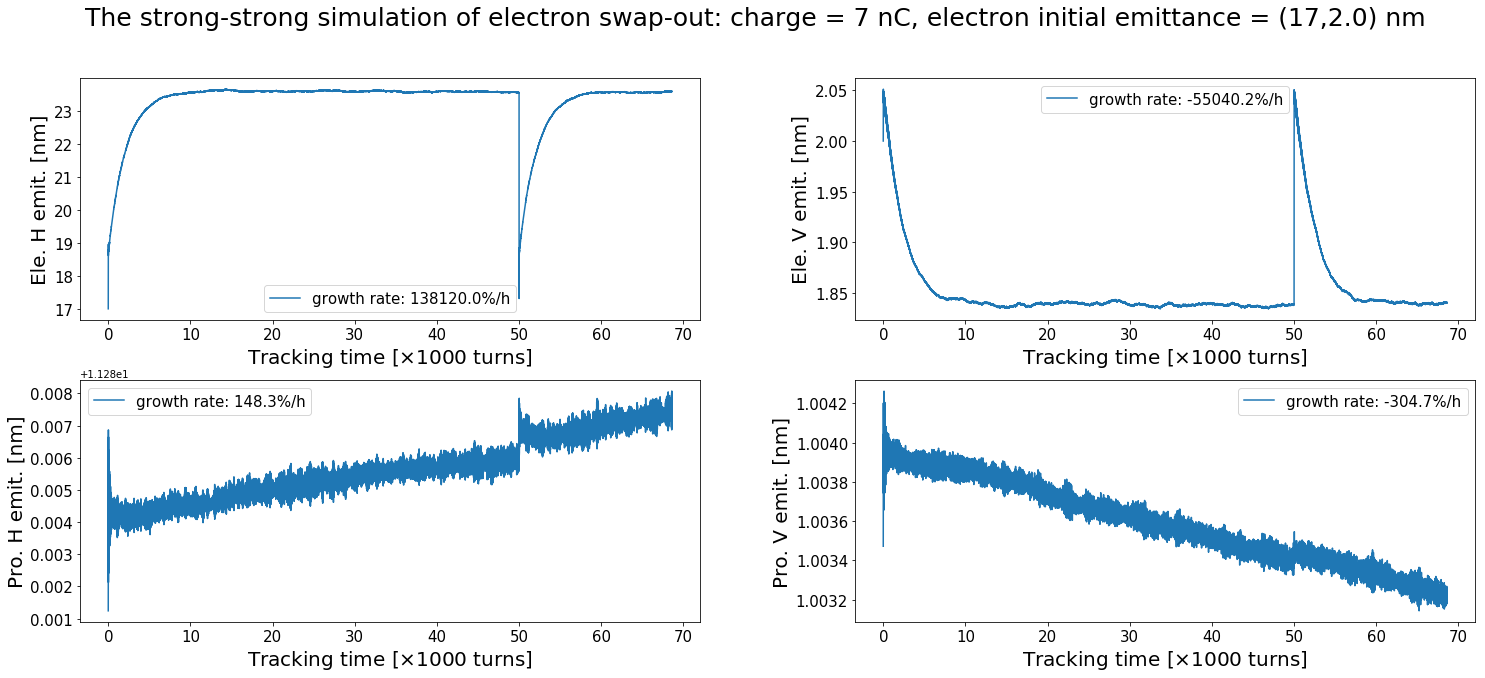 The strong-strong simulation of electron swap-out: charge = 7 nC, electron initial emittance = (17,2.0) nm
Ele. H emit. [nm]
23
22
21
20
19
18
17
growth rate: 138120.0%/h
0 10 20 30 40 50 60 70
Tracking time [×1000 turns]
Ele. V emit. [nm]
2.05
2.00
1.95
1.90
1.85
growth rate: -55040.2%/h
0 10 20 30 40 50 60 70
Tracking time [×1000 turns]
+1.128e1
Pro. H emit. [nm]
0.008
0.007
0.006
0.005
0.004
0.003
0.002
0.001
growth rate: 148.3%/h
0 10 20 30 40 50 60 70
Tracking time [×1000 turns]
Pro. V emit. [nm]
1.0042
1.0040
1.0038
1.0036
1.0034
1.0032
growth rate: -304.7%/h
0 10 20 30 40 50 60 70
Tracking time [×1000 turns]